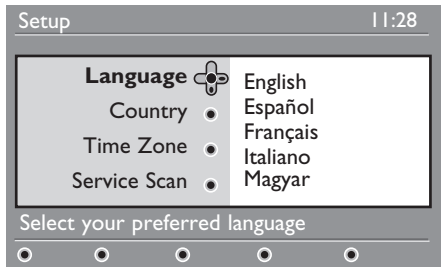 Setup 11:28
Language
Country
Time Zone
Service Scan
English
Español
Français
Italiano
Magyar
Select your preferred language